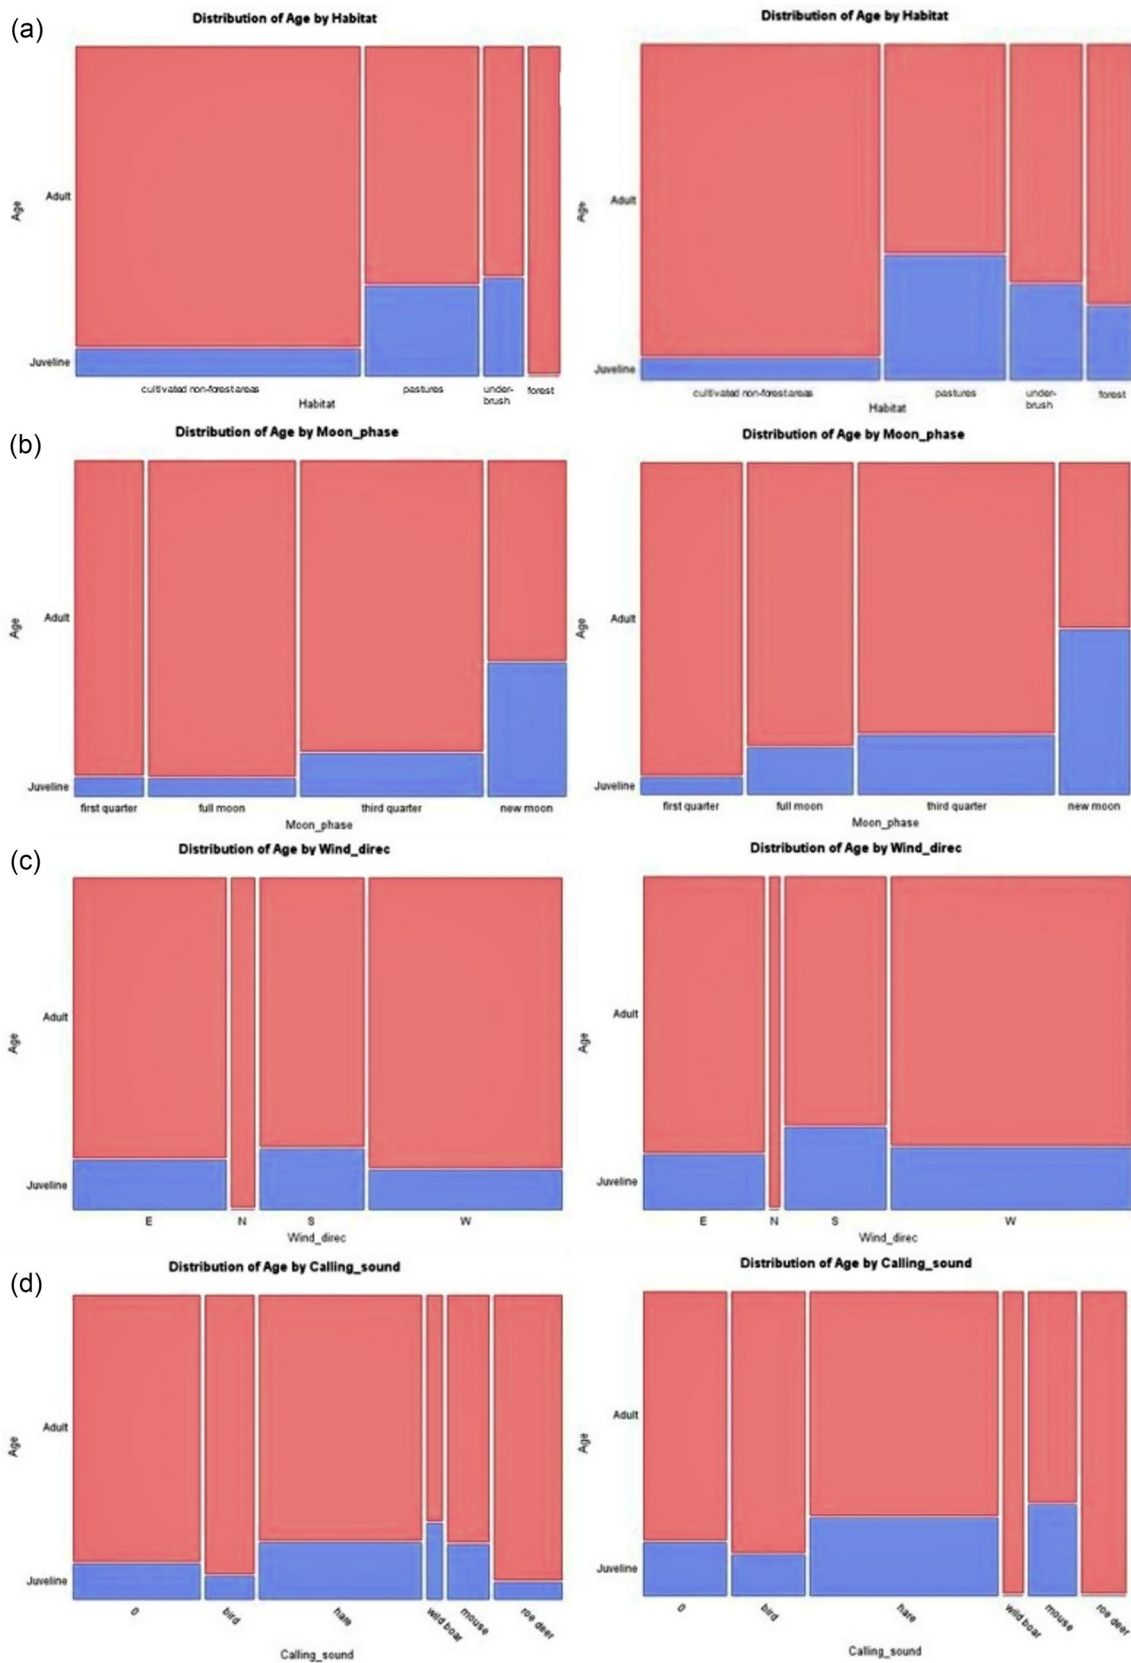 (a)
Distribution of Age by Habitat
Age
Adult
Juveline
cultivated non-forest areas pastures under- forest
brush
Habitat
Distribution of Age by Habitat
Age
Adult
Juveline
cultivated non-forest areas pastures under- forest
brush
Habitat
(b)
Distribution of Age by Moon_phase
Age
Adult
Juveline
first quarter full moon third quarter new moon
Moon_phase
Distribution of Age by Moon_phase
Age
Adult
Juveline
first quarter full moon third quarter new moon
Moon_phase
(c)
Distribution of Age by Wind_direc
Age
Adult
Juveline
E N S W
Wind_direc
Distribution of Age by Wind_direc
Age
Adult
Juveline
E N S W
Wind_direc
(d)
Distribution of Age by Calling_sound
Age
Adult
Juveline
0 bird hare wild boar mouse roe deer
Calling_sound
Distribution of Age by Calling_sound
Age
Adult
Juveline
0 bird hare wild boar mouse roe deer
Calling_sound